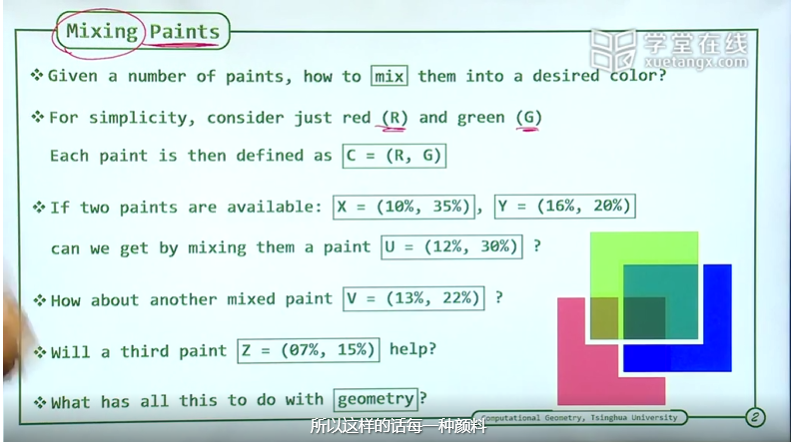 Mixing Paints
学堂在线
xuetangx.com
❖Given a number of paints, how to mix them into a desired color?
❖For simplicity, consider just red (R) and green (G)
Each paint is then defined as C = (R, G)
❖If two paints are available: X = (10%, 35%), Y = (16%, 20%)
can we get by mixing them a paint U = (12%, 30%) ?
❖How about another mixed paint V = (13%, 22%) ?
❖Will a third paint Z = (07%, 15%) help?
❖What has all this to do with geometry?
Computational Geometry, Tsinghua University
2
所以这样的话每一种颜料